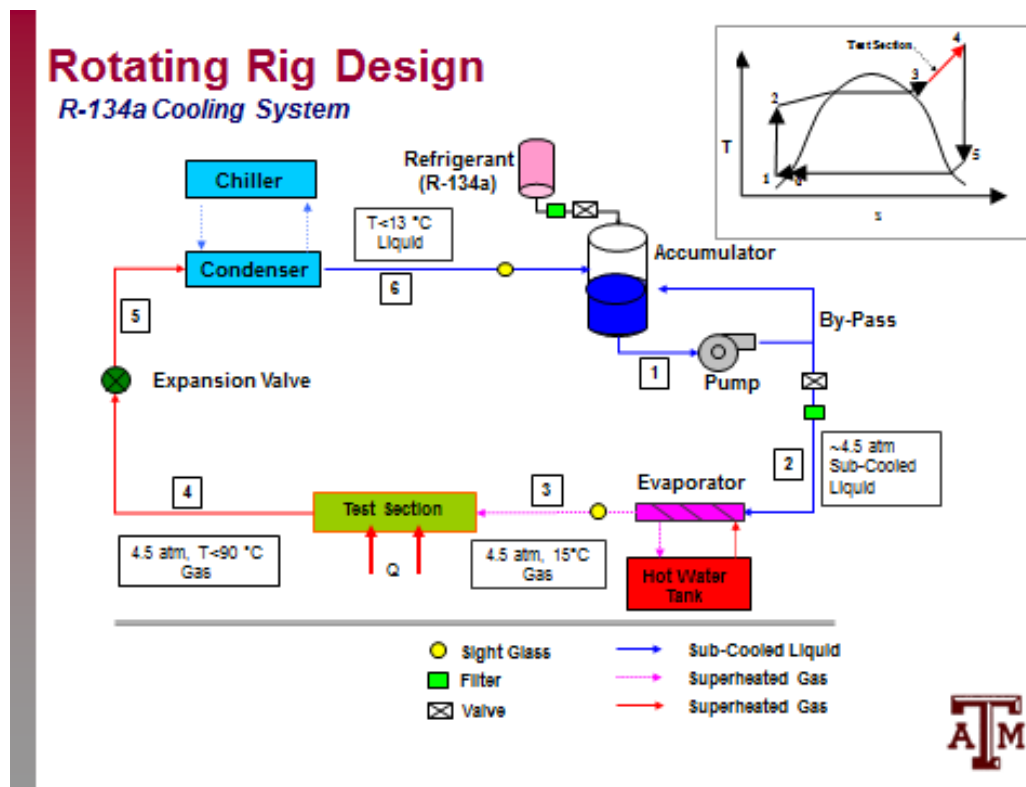 Rotating Rig Design
R-134a Cooling System
Test Section
4
3
2
T
1
5
s
Refrigerant
(R-134a)
Chiller
T<13 °C
Liquid
Accumulator
Condenser
6
5
By-Pass
1
Pump
Expansion Valve
2
~4.5 atm
Sub-Cooled
Liquid
Evaporator
4
3
Test Section
4.5 atm, T<90 °C
Gas
Q
4.5 atm, 15°C
Gas
Hot Water
Tank
Sight Glass
Sub-Cooled Liquid
Filter
Superheated Gas
Valve
Superheated Gas
ATM